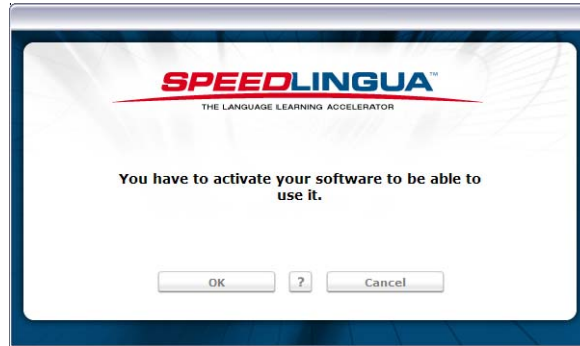 SPEEDLINGUA™
THE LANGUAGE LEARNING ACCELERATOR
You have to activate your software to be able to
use it.
OK ? Cancel